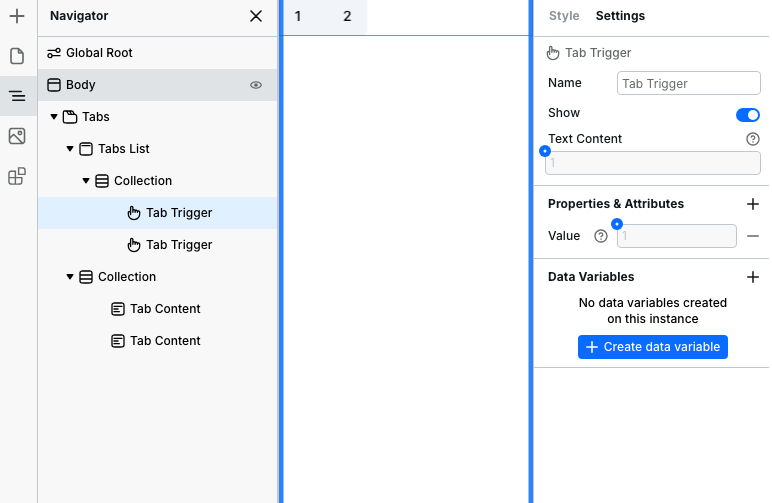 Navigator
Global Root
Body
Tabs
Tabs List
Collection
Tab Trigger
Tab Trigger
Collection
Tab Content
Tab Content
1 2
Style Settings
Tab Trigger
Name Tab Trigger
Show
Text Content
1
Properties & Attributes
Value 1
Data Variables
No data variables created
on this instance
Create data variable